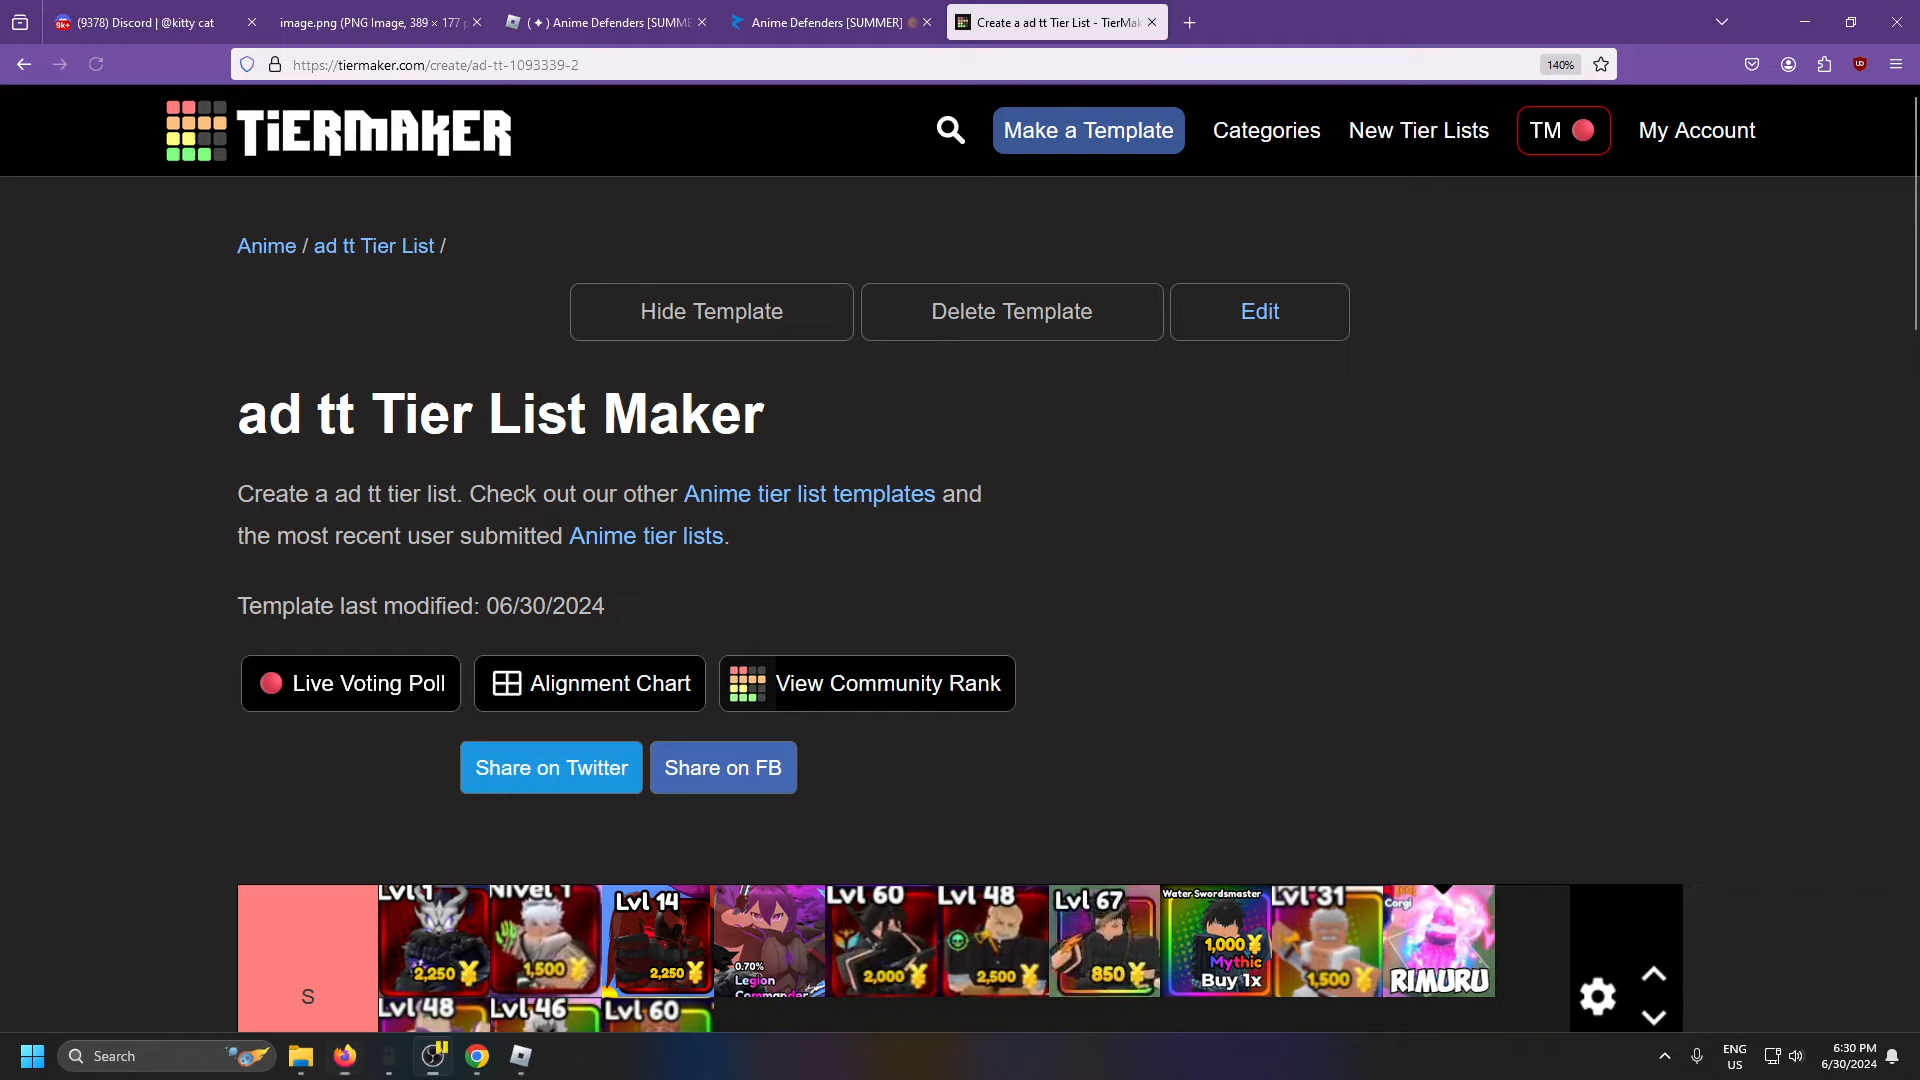 (9378) Discord | @kitty cat
image.png (PNG Image, 389 × 177 p
(✦) Anime Defenders [SUMME
Anime Defenders [SUMMER]
Create a ad tt Tier List - TierMak
https://tiermaker.com/create/ad-tt-1093339-2
140%
TiERMAKER
Make a Template
Categories
New Tier Lists
TM
My Account
Anime / ad tt Tier List /
Hide Template
Delete Template
Edit
ad tt Tier List Maker
Create a ad tt tier list. Check out our other Anime tier list templates and
the most recent user submitted Anime tier lists.
Template last modified: 06/30/2024
Live Voting Poll
Alignment Chart
View Community Rank
Share on Twitter
Share on FB
S
Lvl 1
2,250 ¥
Nivel 1
1,500 ¥
Lvl 14
2,250 ¥
0.70%
Legion
Commander
Lvl 60
2,000 ¥
Lvl 48
2,500 ¥
Lvl 67
850 ¥
Water Swordsmaster
1,000 ¥
Mythic
Buy 1x
Lvl 31
1,500 ¥
Corgi
RIMURU
Lvl 48
Lvl 46
Lvl 60
Search
ENG
US
6:30 PM
6/30/2024